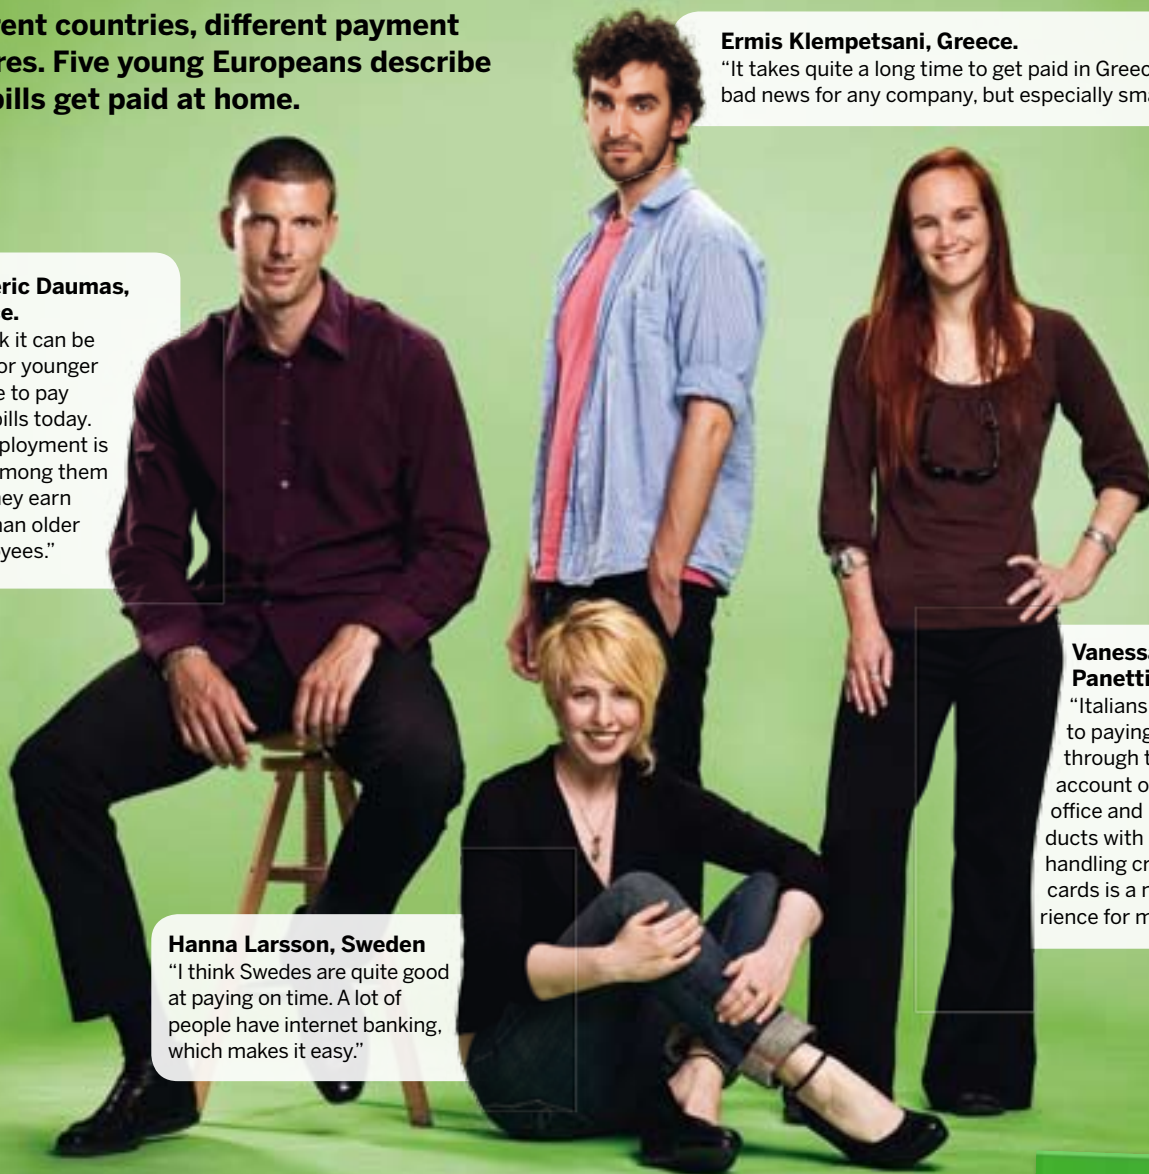 ent countries, different payment
res. Five young Europeans describe
bills get paid at home.
Ermis Klempetsani, Greece.
“It takes quite a long time to get paid in Greec
bad news for any company, but especially sma
eric Daumas,
e.
k it can be
or younger
e to pay
bills today.
ployment is
mong them
ney earn
han older
yees.”
Vanessa
Panetti
“Italians
to paying
through t
account o
office and
ducts with
handling cr
cards is a n
rience for m
Hanna Larsson, Sweden
“I think Swedes are quite good
at paying on time. A lot of
people have internet banking,
which makes it easy.”